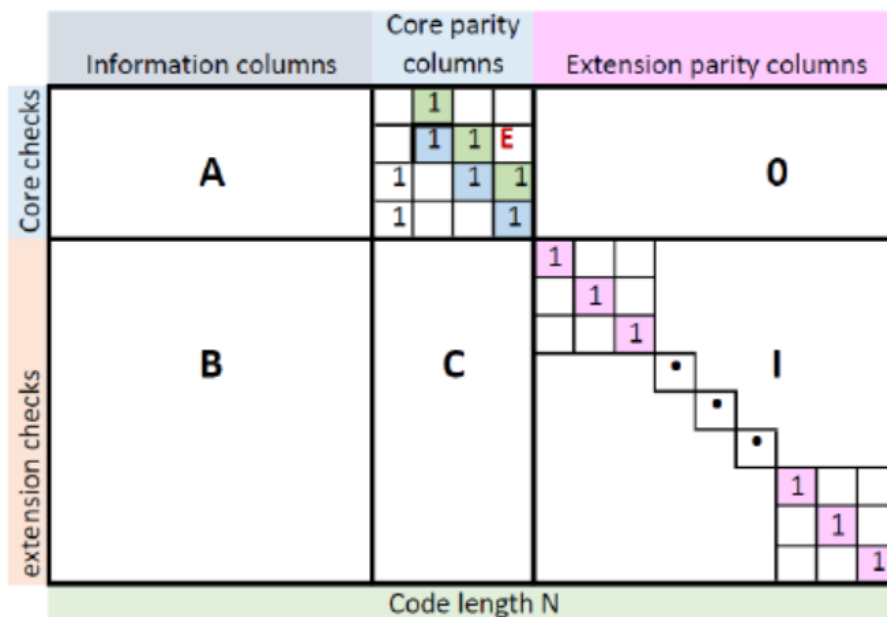 Core parity
Information columns columns Extension parity columns
Core checks
1
1 1 E
A 1 1 1 0
1 1
extension checks
1
1
1
B C I
1
1
1
Code length N